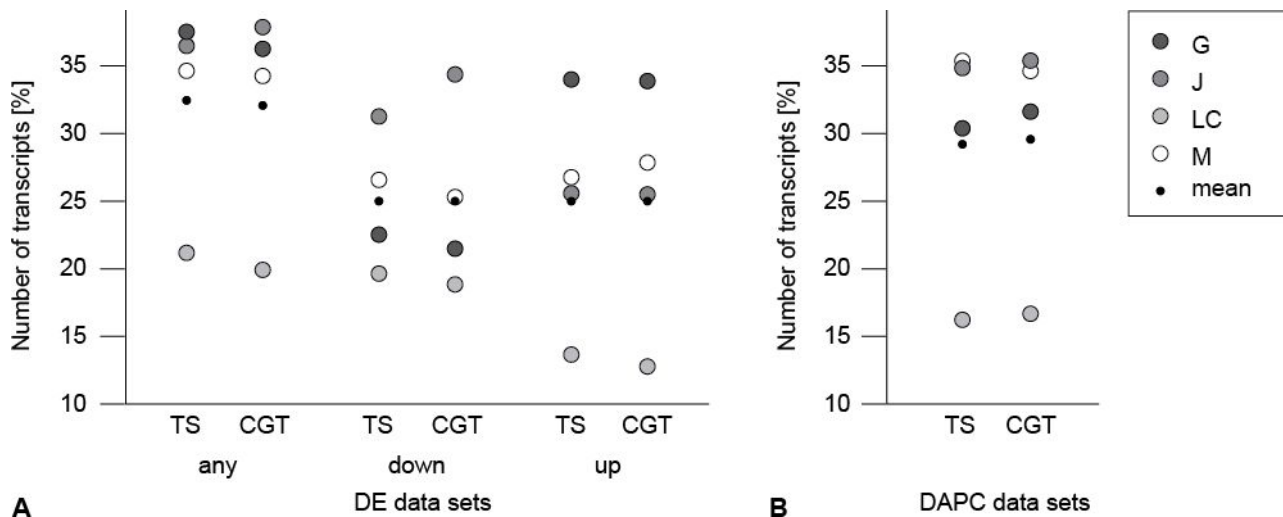 Number of transcripts [%]
35
30
25
20
15
10
TS CGT TS CGT TS CGT
any down up
DE data sets
A
Number of transcripts [%]
35
30
25
20
15
10
TS CGT
DAPC data sets
B
G
J
LC
M
mean